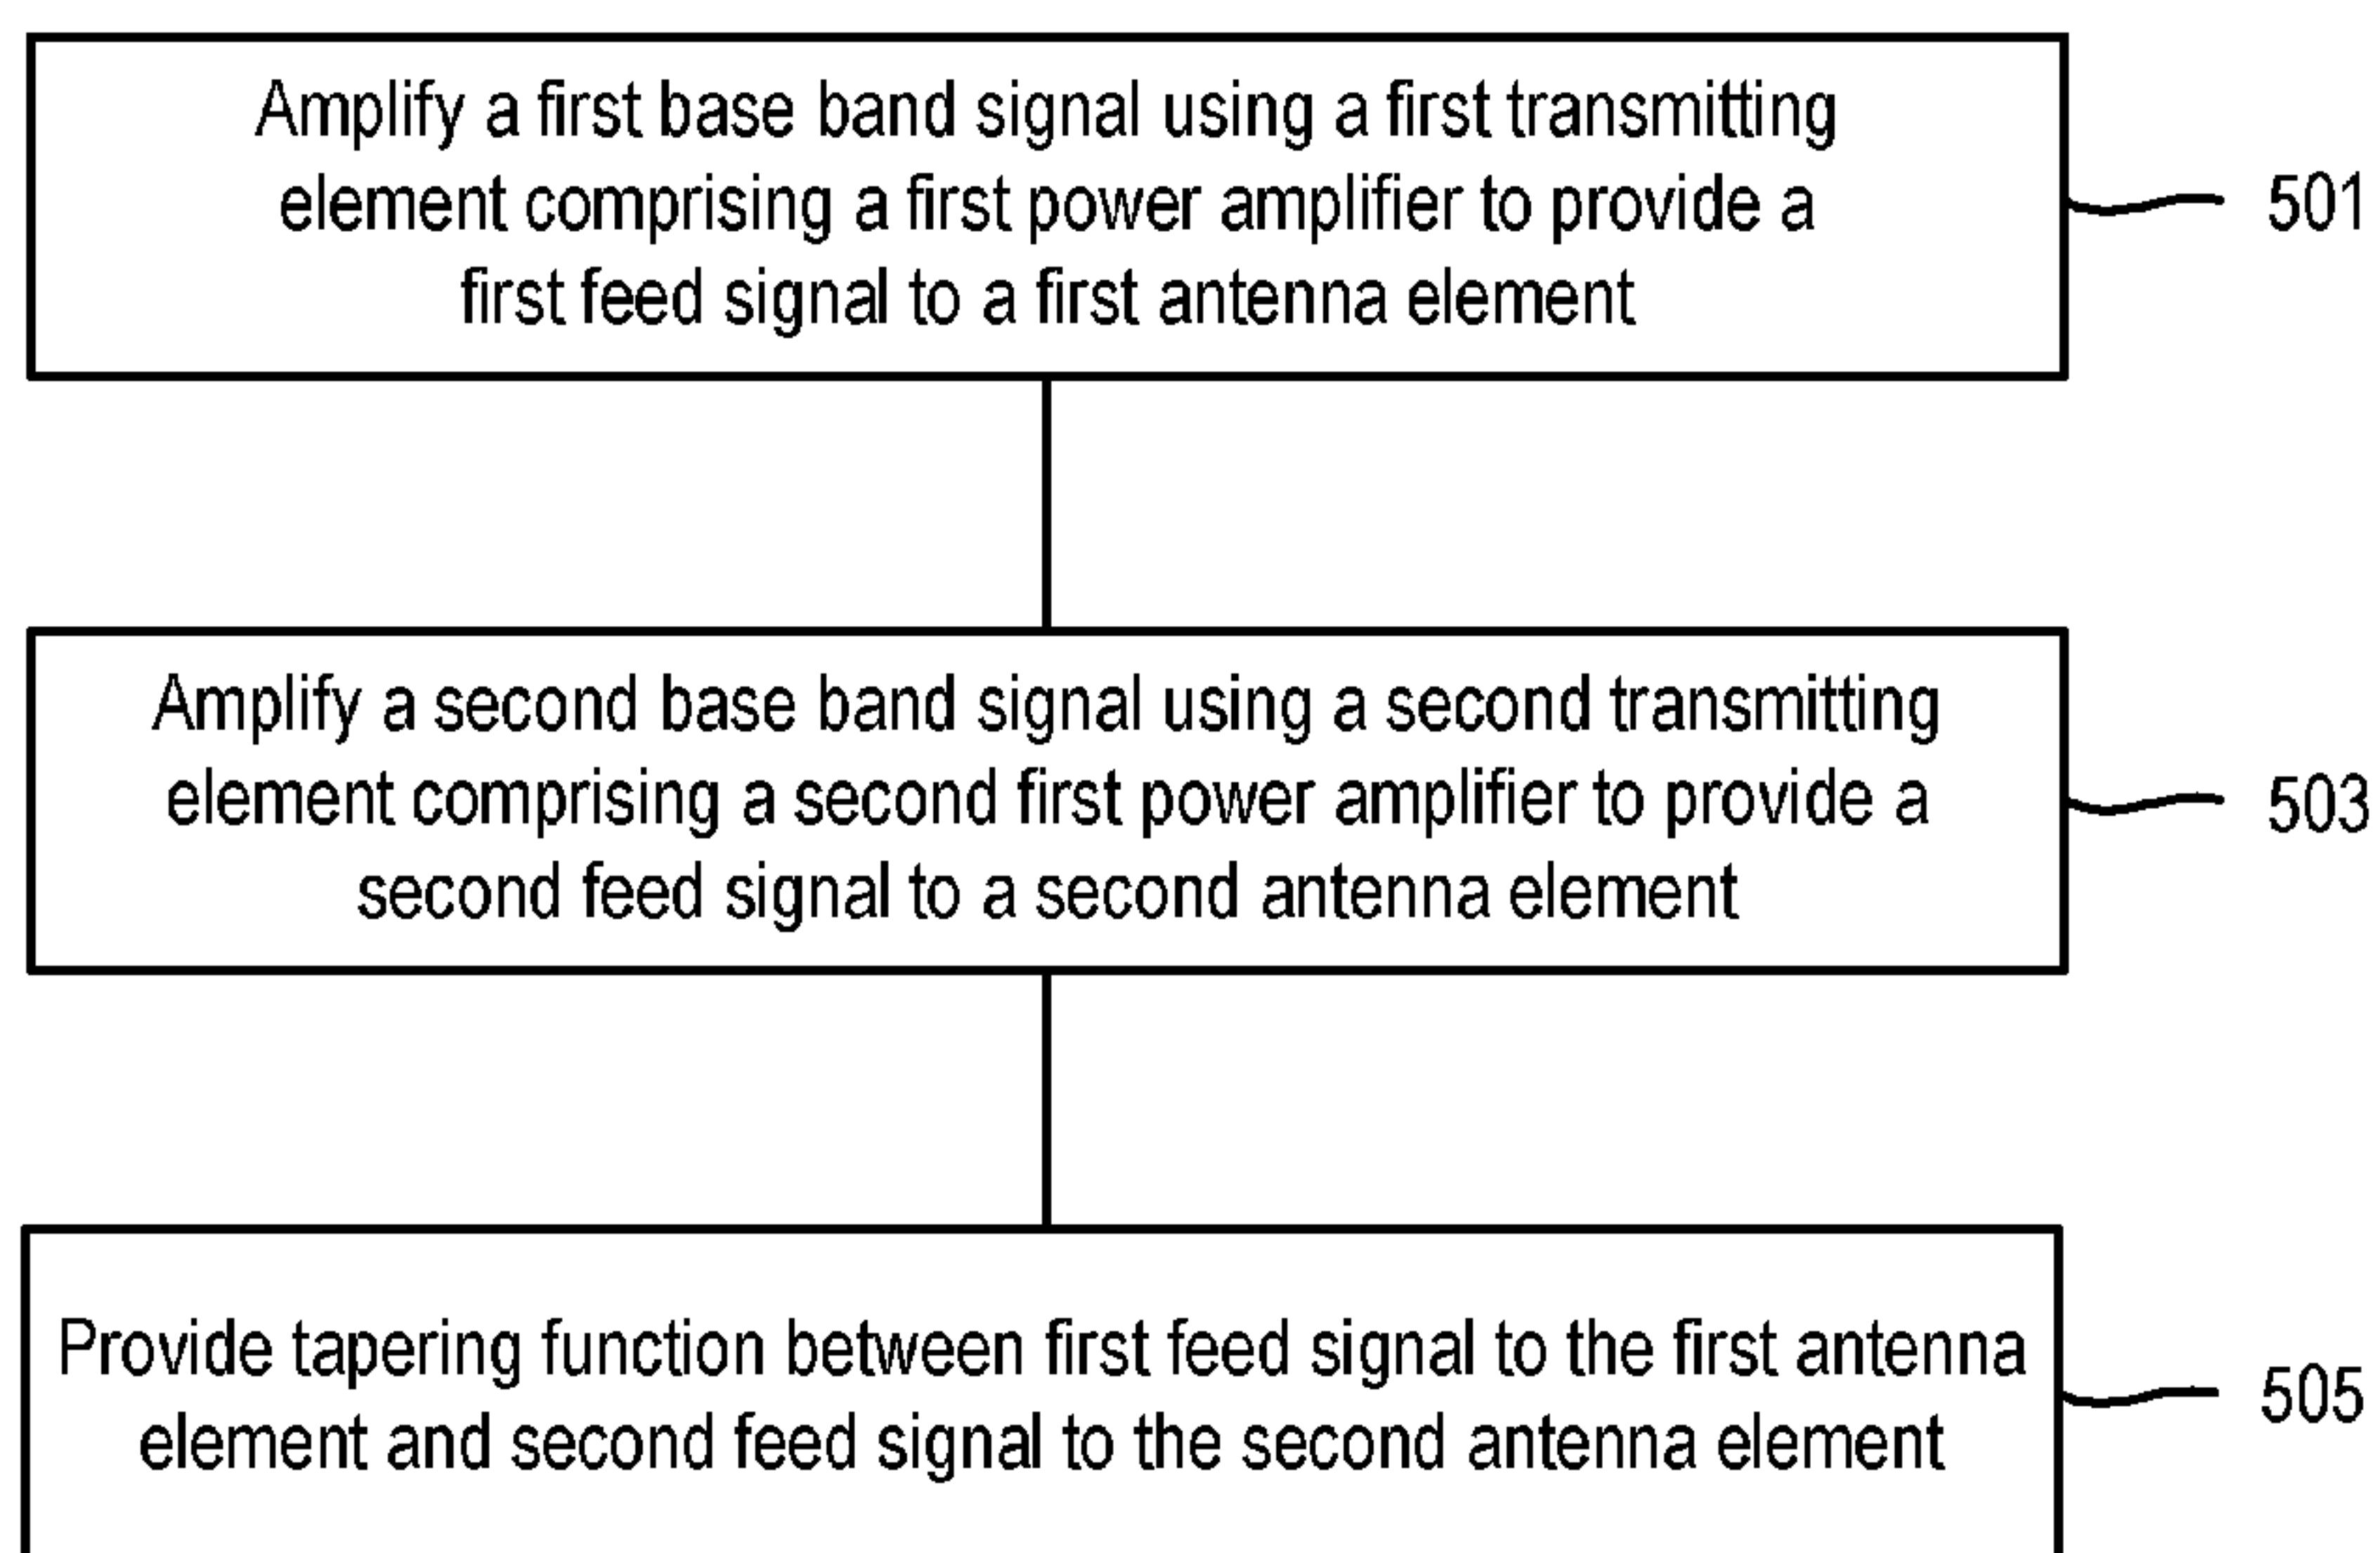 Amplify a first base band signal using a first transmitting
element comprising a first power amplifier to provide a
first feed signal to a first antenna element
501
Amplify a second base band signal using a second transmitting
element comprising a second first power amplifier to provide a
second feed signal to a second antenna element
503
Provide tapering function between first feed signal to the first antenna
element and second feed signal to the second antenna element
505